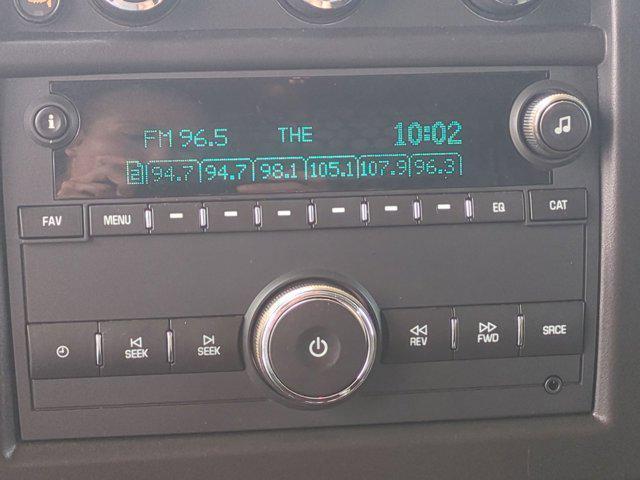 FM 96.5 THE 10:02
2 94.7 94.7 98.1 105.1 107.9 96.3
FAV MENU EQ CAT
SEEK SEEK REV FWD SRCE